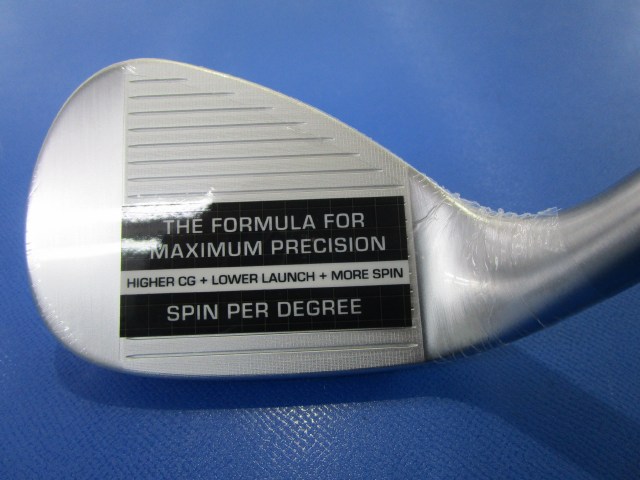 THE FORMULA FOR
MAXIMUM PRECISION
HIGHER CG + LOWER LAUNCH + MORE SPIN
SPIN PER DEGREE